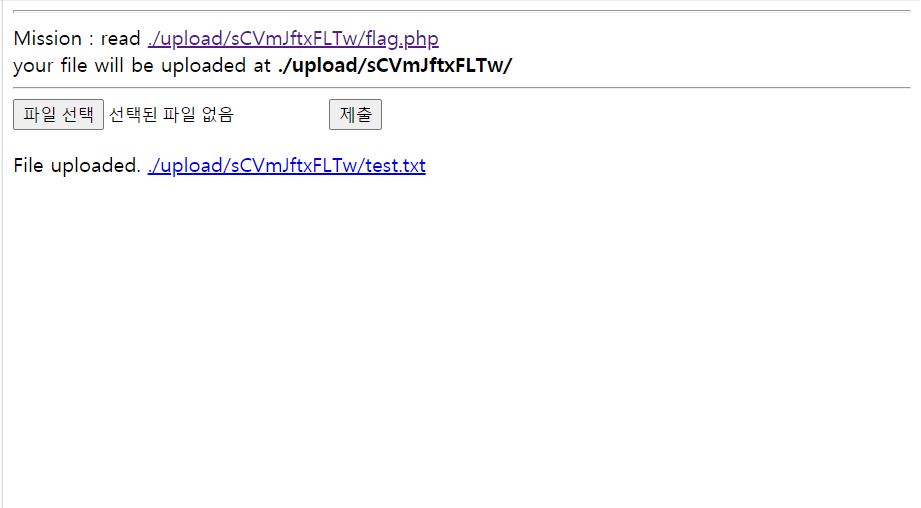 Mission : read ./upload/sCVmJftxFLTw/flag.php
your file will be uploaded at ./upload/sCVmJftxFLTw/
파일 선택 선택된 파일 없음 제출
File uploaded. ./upload/sCVmJftxFLTw/test.txt